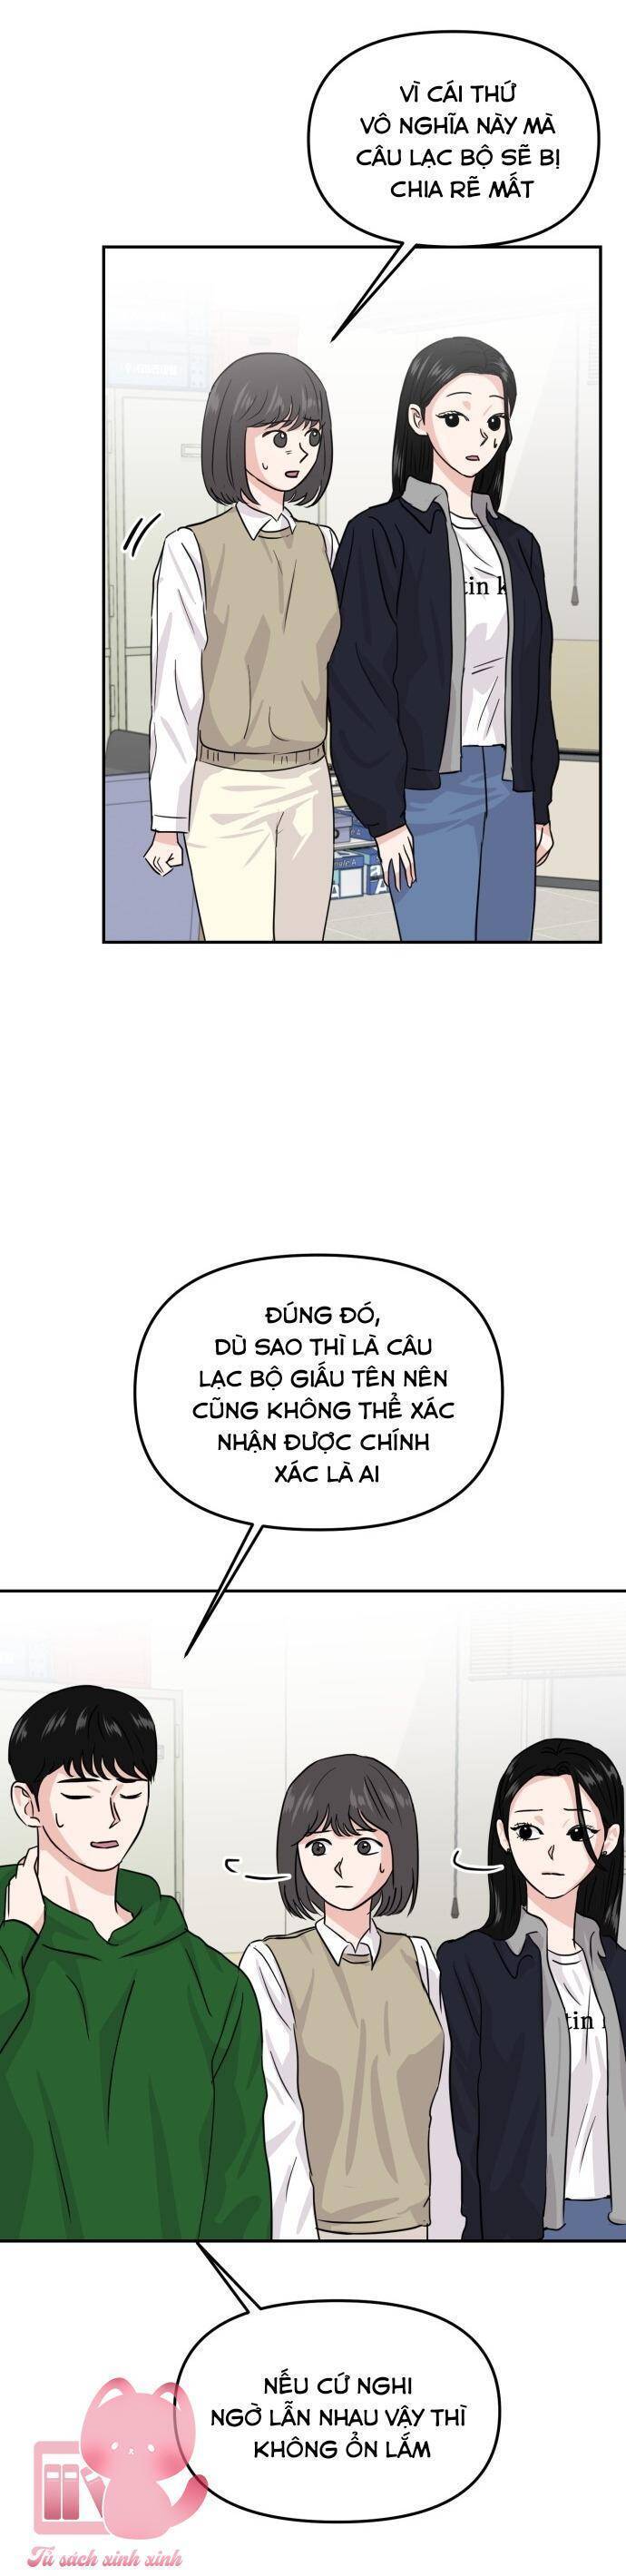 VÌ CÁI THỨ
VÔ NGHĨA NÀY MÀ
CÂU LẠC BỘ SẼ BỊ
CHIA RẼ MẤT
tin k
ĐÚNG ĐÓ,
DÙ SAO THÌ LÀ CÂU
LẠC BỘ GIẤU TÊN NÊN
CŨNG KHÔNG THỂ XÁC
NHẬN ĐƯỢC CHÍNH
XÁC LÀ AI
tin
NẾU CỨ NGHI
NGỜ LẪN NHAU VẬY THÌ
KHÔNG ỔN LẮM
Tủ sách xinh xinh